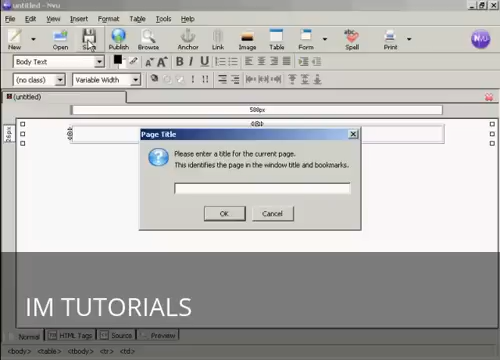 untitled - Nvu
File Edit View Insert Format Table Tools Help
New Open Save Publish Browse Anchor Link Image Table Form Spell Print
Nvu
Body Text
B I U
(no class) Variable Width
(untitled)
580px
26px
Page Title
Please enter a title for the current page.
This identifies the page in the window title and bookmarks.
OK Cancel
IM TUTORIALS
Normal HTML Tags Source Preview
<body> <table> <tbody> <tr> <td>